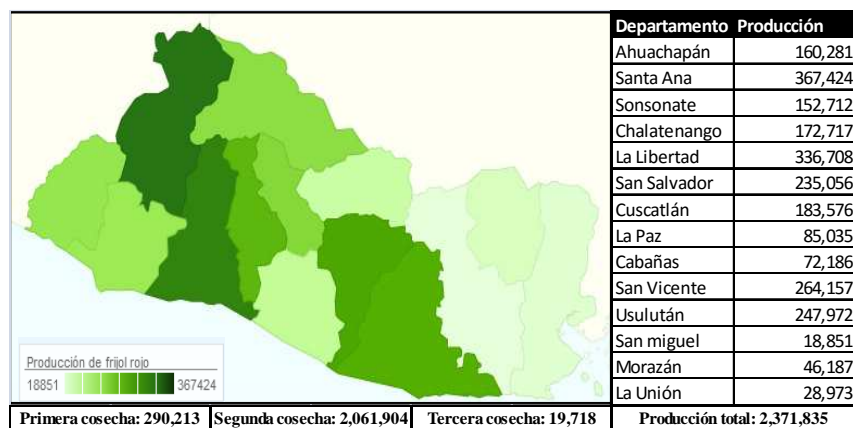 Departamento Producción
Ahuachapán 160,281
Santa Ana 367,424
Sonsonate 152,712
Chalatenango 172,717
La Libertad 336,708
San Salvador 235,056
Cuscatlán 183,576
La Paz 85,035
Cabañas 72,186
San Vicente 264,157
Usulután 247,972
San miguel 18,851
Morazán 46,187
La Unión 28,973
Producción de frijol rojo
18851 367424
Primera cosecha: 290,213 Segunda cosecha: 2,061,904 Tercera cosecha: 19,718 Producción total: 2,371,835